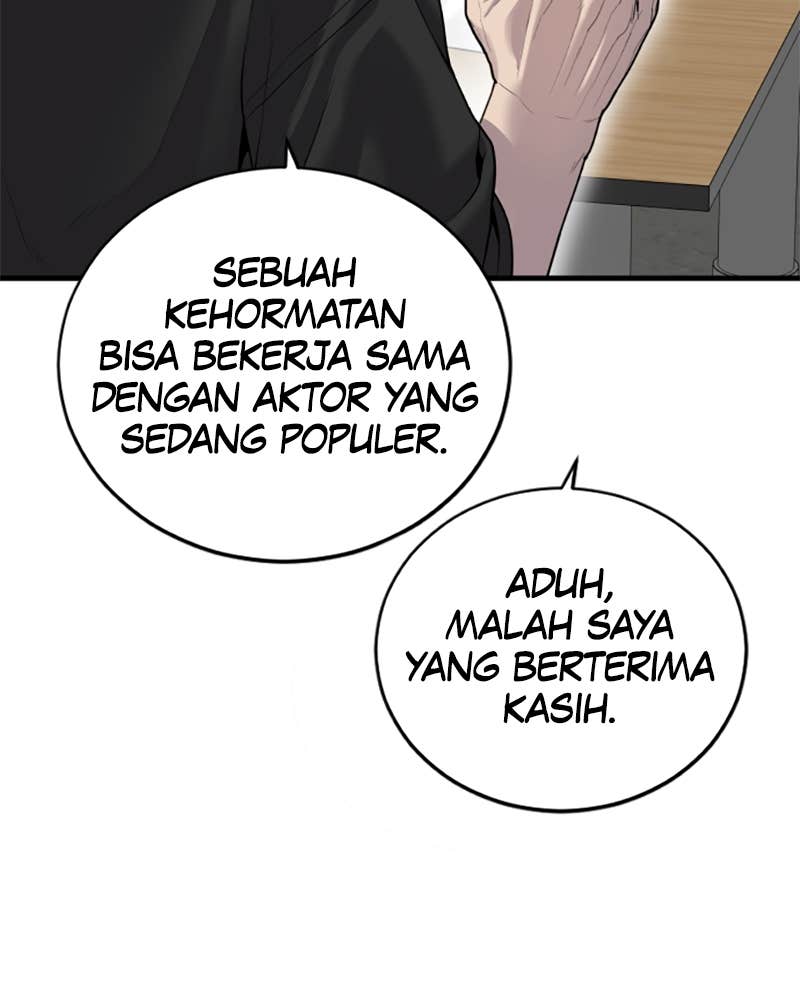 SEBUAH
KEHORMATAN
BISA BEKERJA SAMA
DENGAN AKTOR YANG
SEDANG POPULER.
ADUH,
MALAH SAYA
YANG BERTERIMA
KASIH.